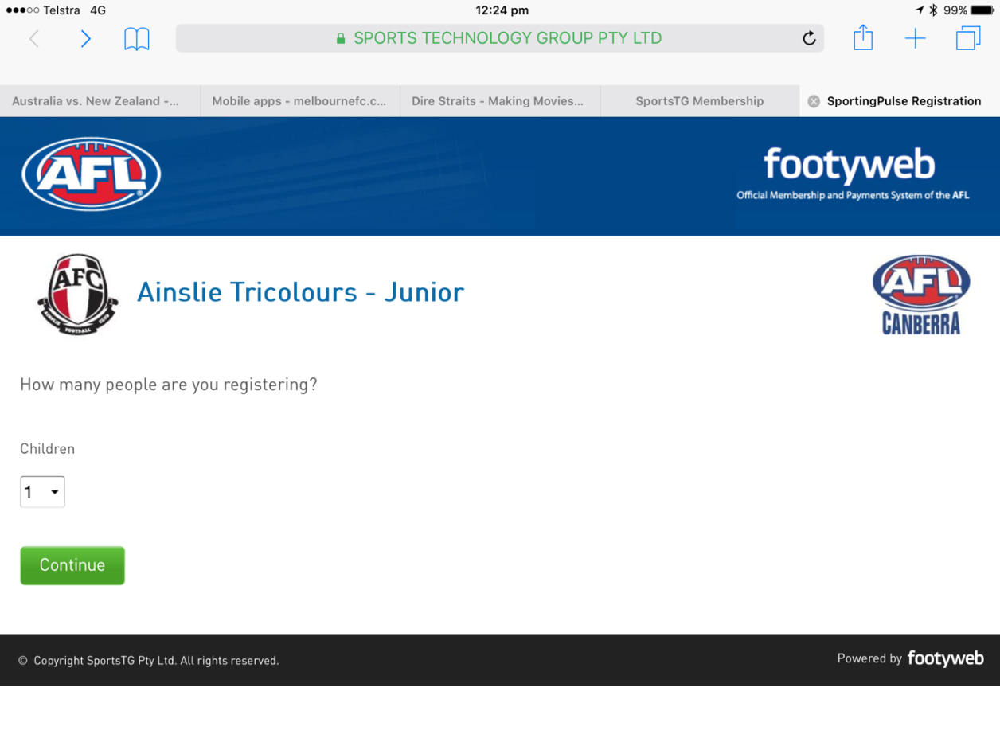 Telstra 4G 12:24 pm 99%
SPORTS TECHNOLOGY GROUP PTY LTD
Australia vs. New Zealand -... Mobile apps - melbournefc.c... Dire Straits - Making Movies... SportsTG Membership SportingPulse Registration
AFL
footyweb
Official Membership and Payments System of the AFL
AFC
AINSLIE FOOTBALL CLUB
Ainslie Tricolours - Junior
AFL
CANBERRA
How many people are you registering?
Children
1
Continue
© Copyright SportsTG Pty Ltd. All rights reserved. Powered by footyweb